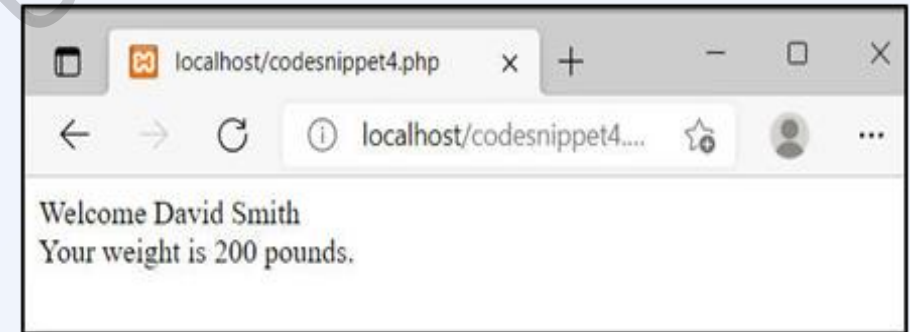 localhost/codesnippet4.php
localhost/codesnippet4....
Welcome David Smith
Your weight is 200 pounds.